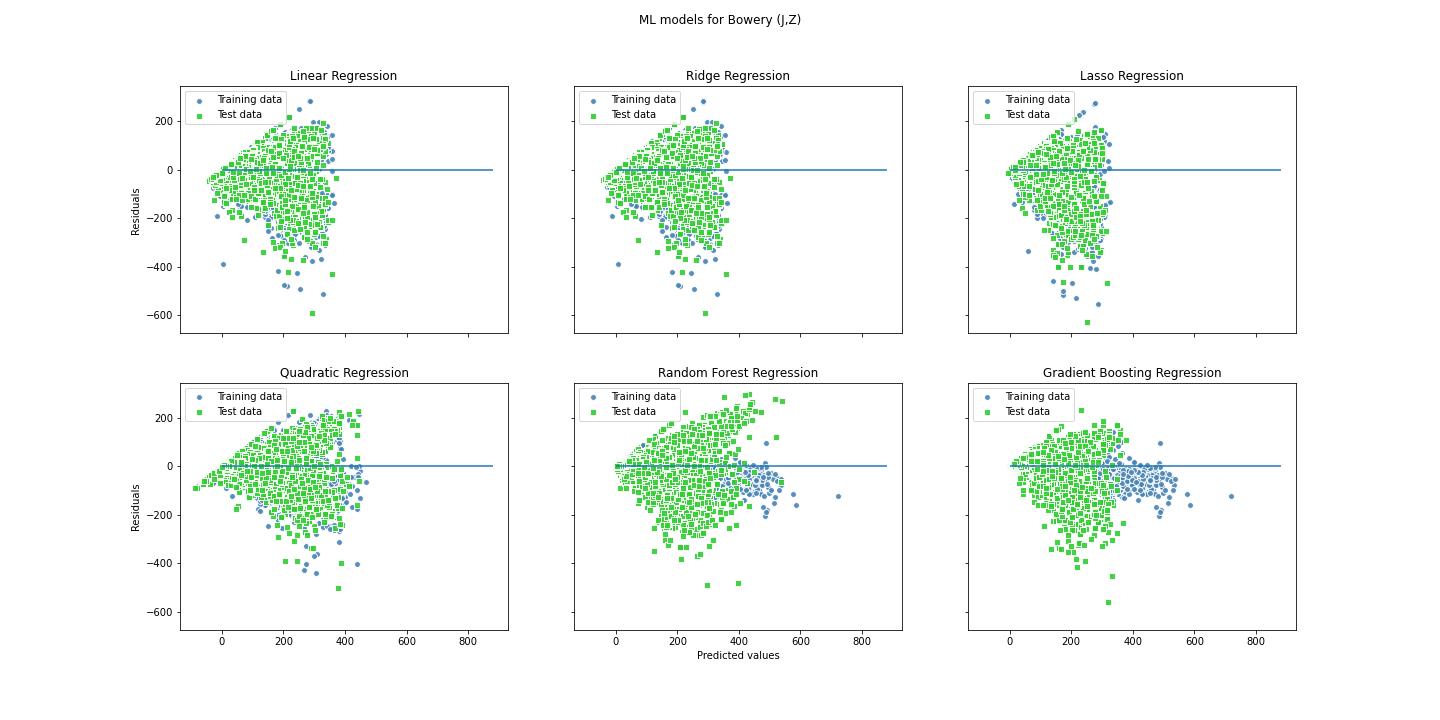 ML models for Bowery (J,Z)
Linear Regression
Training data
Test data
200
0
−200
−400
−600
Residuals
Ridge Regression
Training data
Test data
Lasso Regression
Training data
Test data
Quadratic Regression
Training data
Test data
200
0
−200
−400
−600
Residuals
0 200 400 600 800
Random Forest Regression
Training data
Test data
0 200 400 600 800
Predicted values
Gradient Boosting Regression
Training data
Test data
0 200 400 600 800